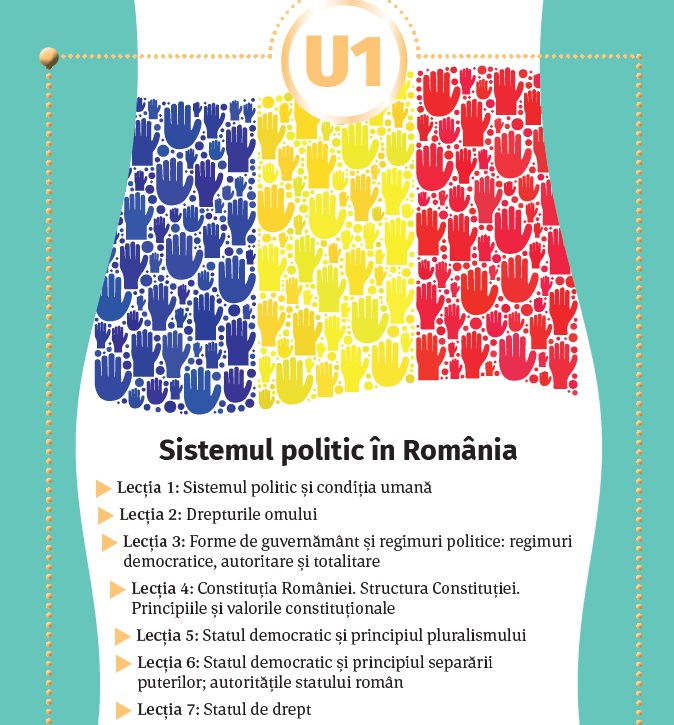 U1
Sistemul politic în România
Lecția 1: Sistemul politic și condiția umană
Lecția 2: Drepturile omului
Lecția 3: Forme de guvernământ și regimuri politice: regimuri
democratice, autoritare și totalitare
Lecția 4: Constituția României. Structura Constituției.
Principiile și valorile constituționale
Lecția 5: Statul democratic și principiul pluralismului
Lecția 6: Statul democratic și principiul separării
puterilor; autoritățile statului român
Lecția 7: Statul de drept